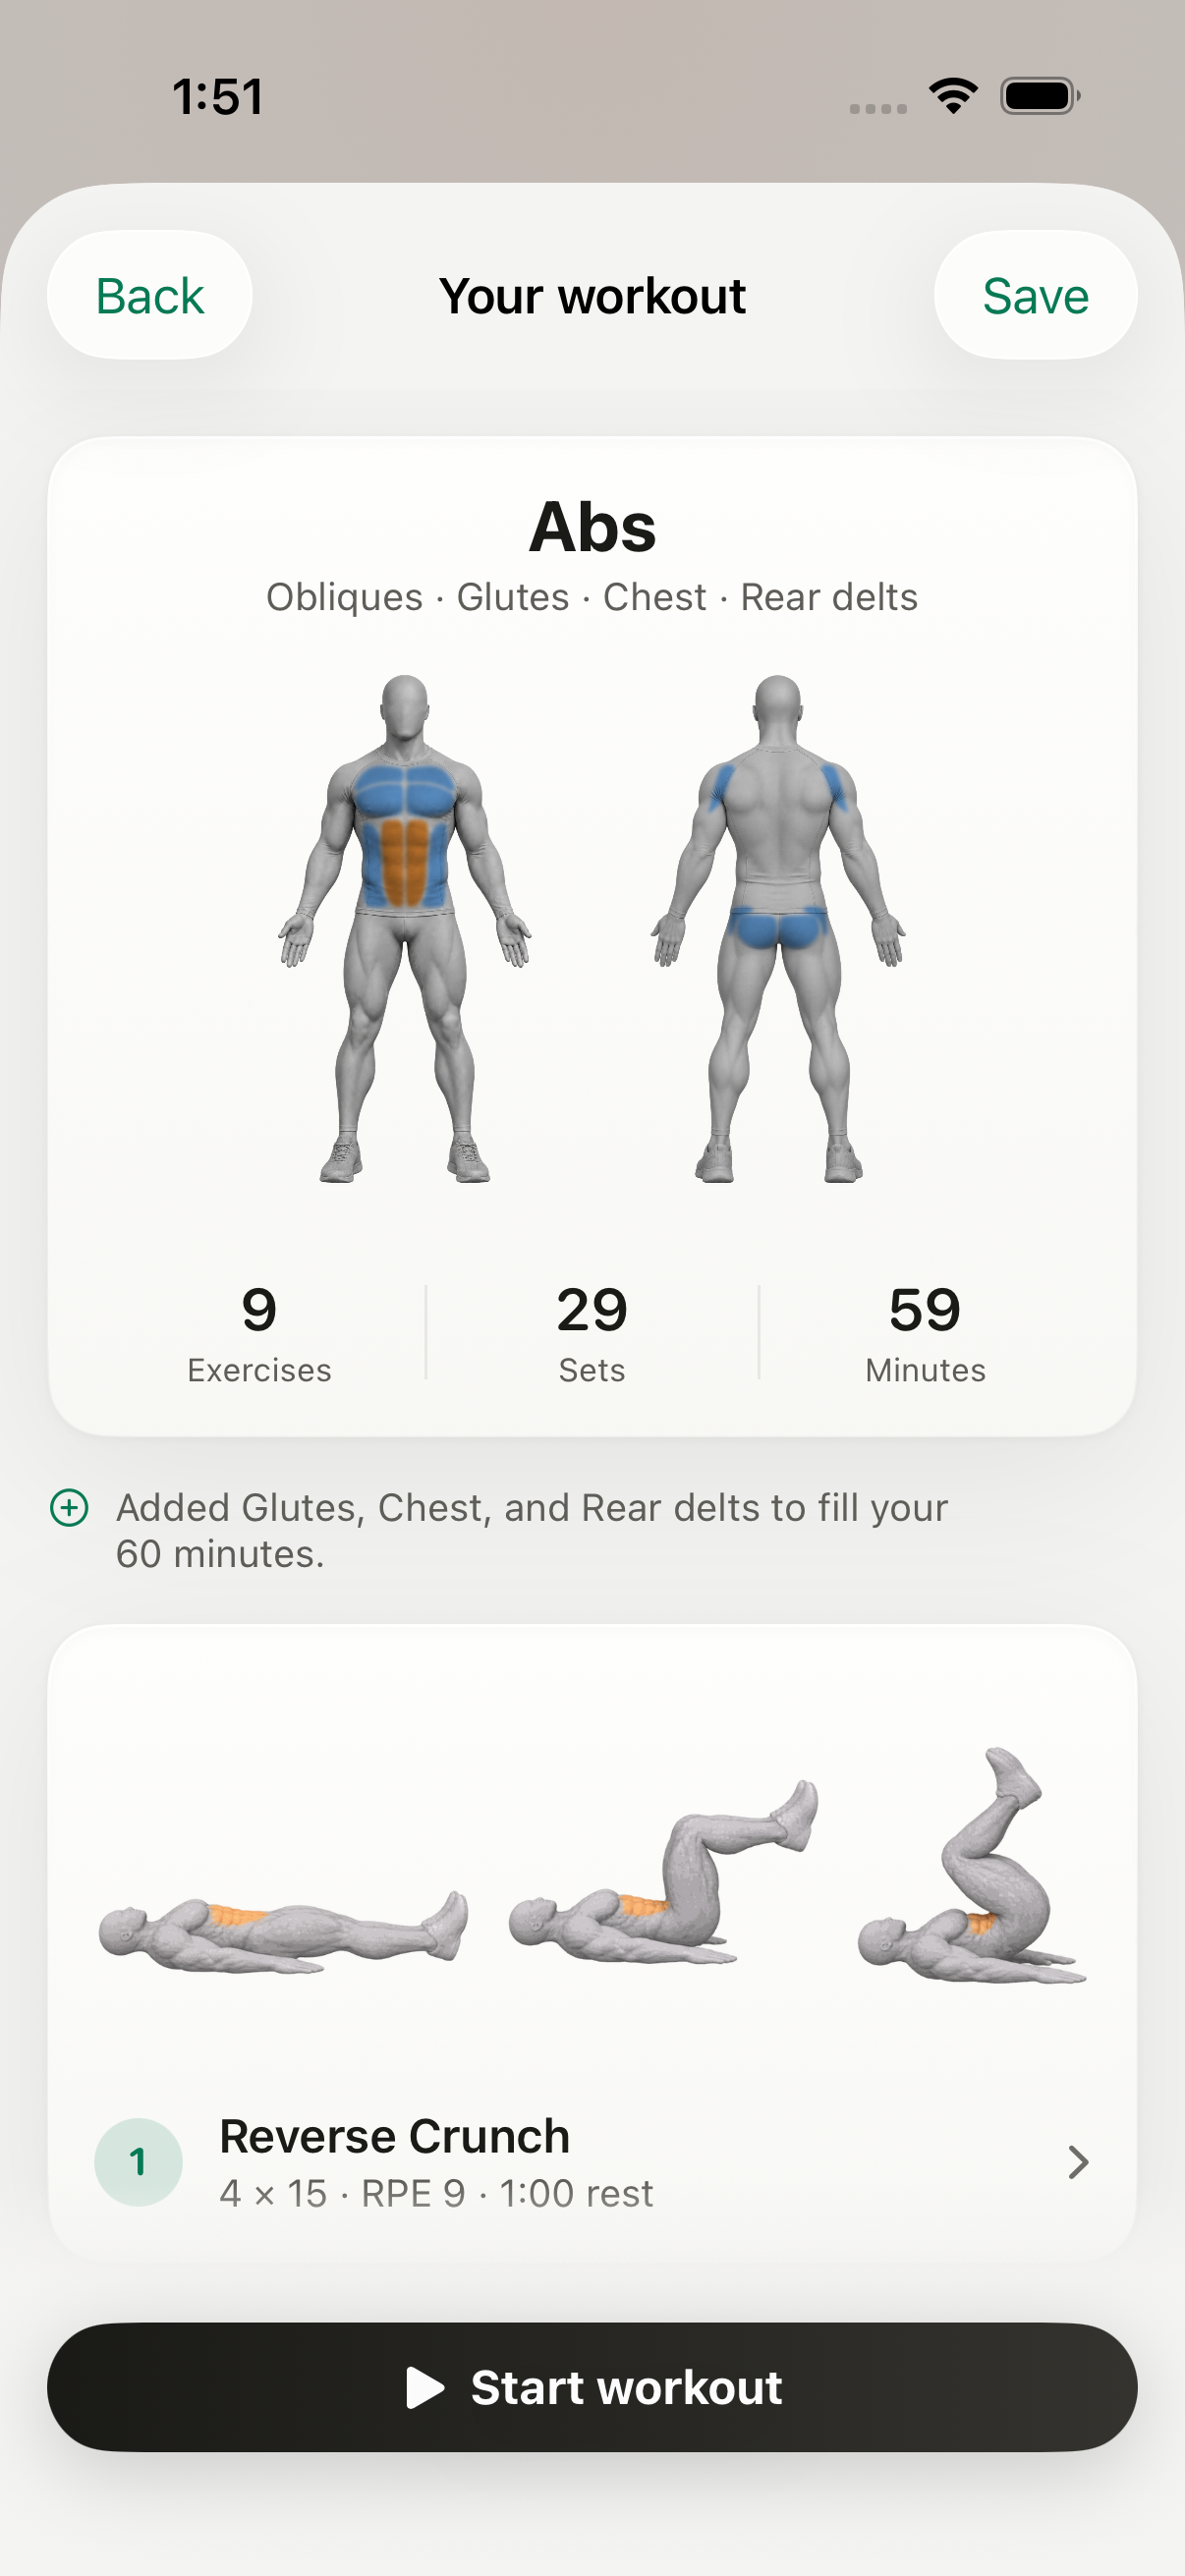 1:51
Back
Your workout
Save
Abs
Obliques · Glutes · Chest · Rear delts
9
29
59
Exercises
Sets
Minutes
Added Glutes, Chest, and Rear delts to fill your
60 minutes.
1
Reverse Crunch
4 × 15 · RPE 9 · 1:00 rest
Start workout